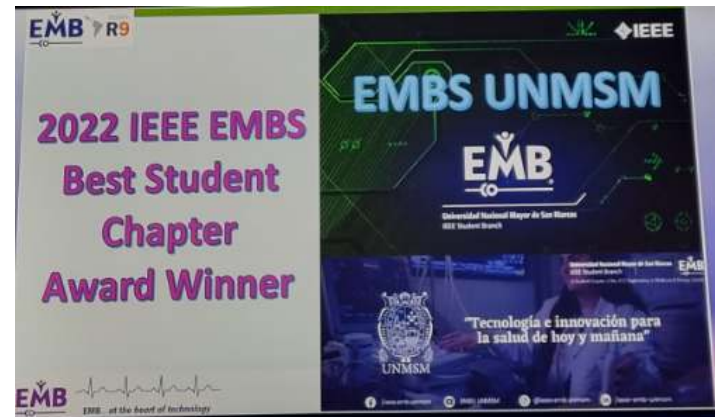 EMB R9
2022 IEEE EMBS
Best Student
Chapter
Award Winner
EMB
EMB at the heart of technology
IEEE
EMBS UNMSM
EMB
Universidad Nacional Mayor de San Marcos
IEEE Student Branch
Universidad Nacional Mayor de San Marcos
IEEE Student Branch
EMB
UNMSM
"Tecnología e innovación para
la salud de hoy y mañana"
EMBS UNMSM